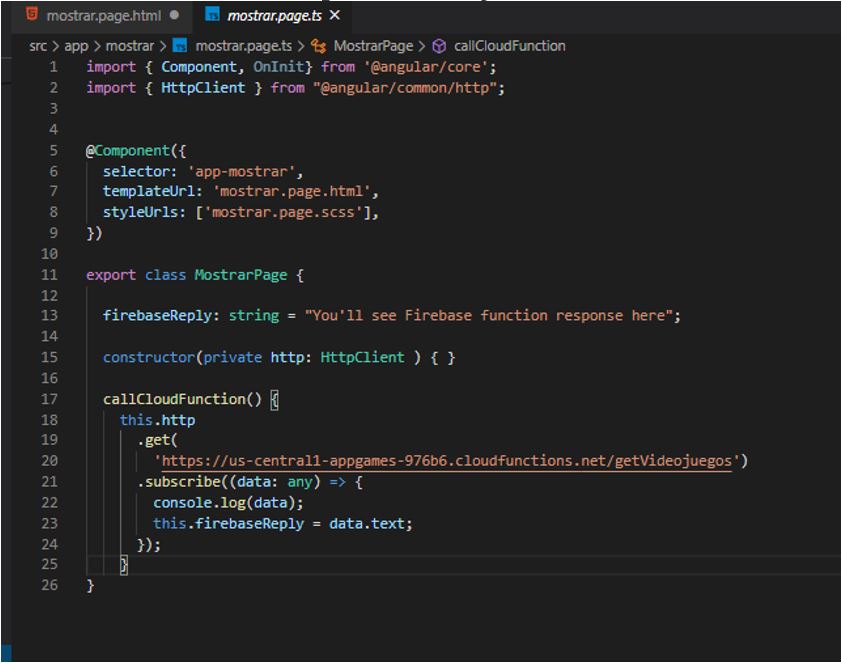 mostrar.page.html ●
mostrar.page.ts ×
src > app > mostrar > mostrar.page.ts > MostrarPage > callCloudFunction
1 import { Component, OnInit} from '@angular/core';
2 import { HttpClient } from "@angular/common/http";
3
4
5 @Component({
6   selector: 'app-mostrar',
7   templateUrl: 'mostrar.page.html',
8   styleUrls: ['mostrar.page.scss'],
9 })
10
11 export class MostrarPage {
12
13   firebaseReply: string = "You'll see Firebase function response here";
14
15   constructor(private http: HttpClient ) { }
16
17   callCloudFunction() {
18     this.http
19       .get(
20         'https://us-central1-appgames-976b6.cloudfunctions.net/getVideojuegos')
21       .subscribe((data: any) => {
22         console.log(data);
23         this.firebaseReply = data.text;
24       });
25     }
26 }